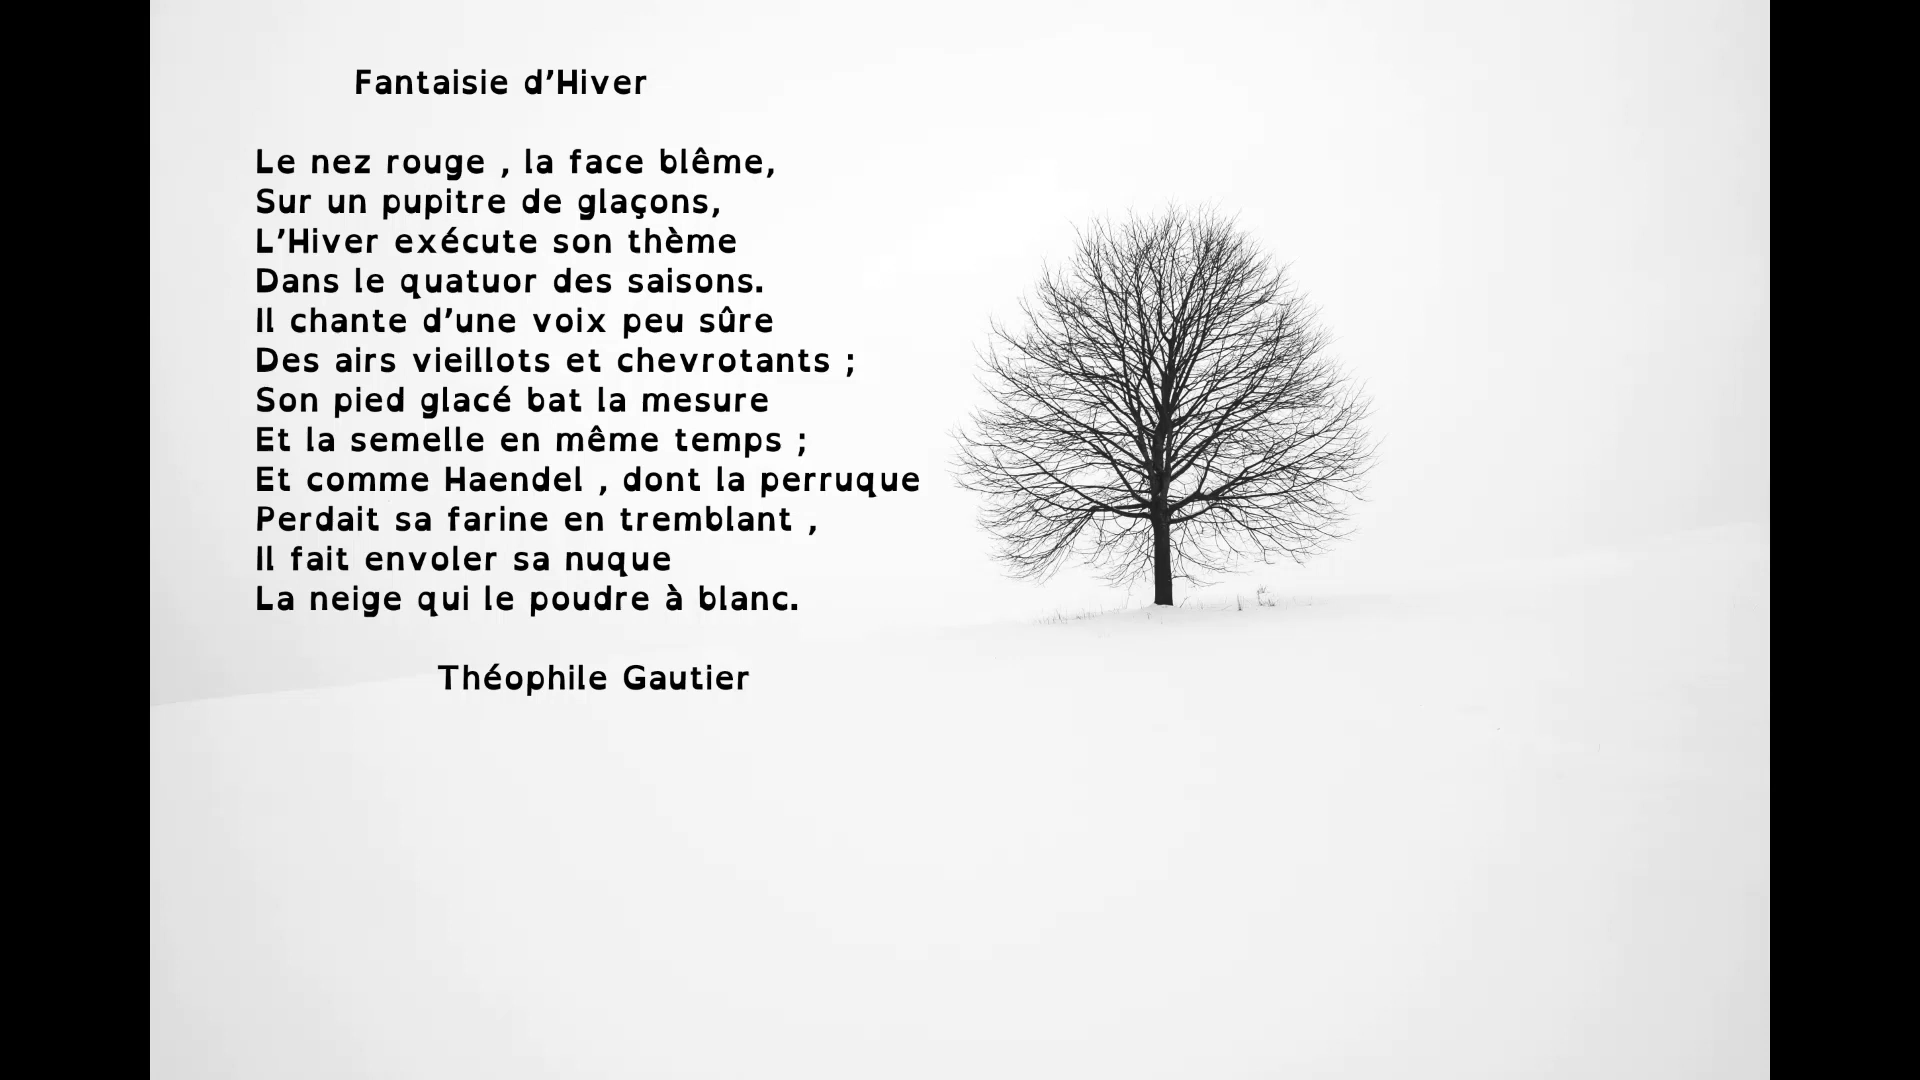 Fantaisie d’Hiver
Le nez rouge , la face blême,
Sur un pupitre de glaçons,
L’Hiver exécute son thème
Dans le quatuor des saisons.
Il chante d’une voix peu sûre
Des airs vieillots et chevrotants ;
Son pied glacé bat la mesure
Et la semelle en même temps ;
Et comme Haendel , dont la perruque
Perdait sa farine en tremblant ,
Il fait envoler sa nuque
La neige qui le poudre à blanc.
Théophile Gautier